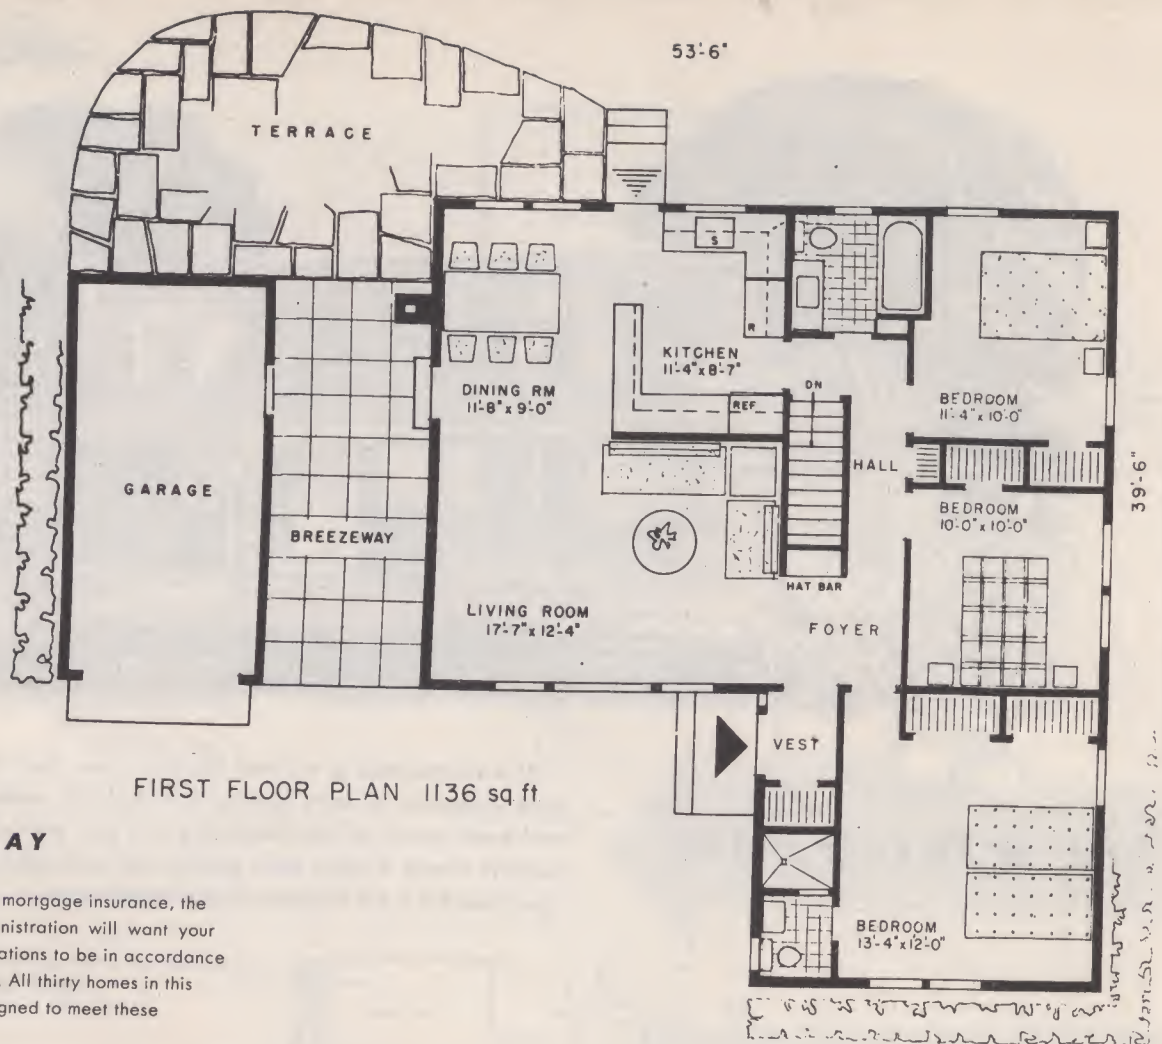 53'-6"
TERRACE
S
R
KITCHEN
11'-4" x 8'-7"
DINING RM
11'-8" x 9'-0"
DN
REF
BEDROOM
11'-4" x 10'-0"
HALL
39'-6"
GARAGE
BREEZEWAY
BEDROOM
10'-0" x 10'-0"
HAT BAR
LIVING ROOM
17'-7" x 12'-4"
FOYER
VEST
FIRST FLOOR PLAN 1136 sq. ft
BEDROOM
13'-4" x 12'-0"
AY
mortgage insurance, the
nistration will want your
ations to be in accordance
. All thirty homes in this
gned to meet these